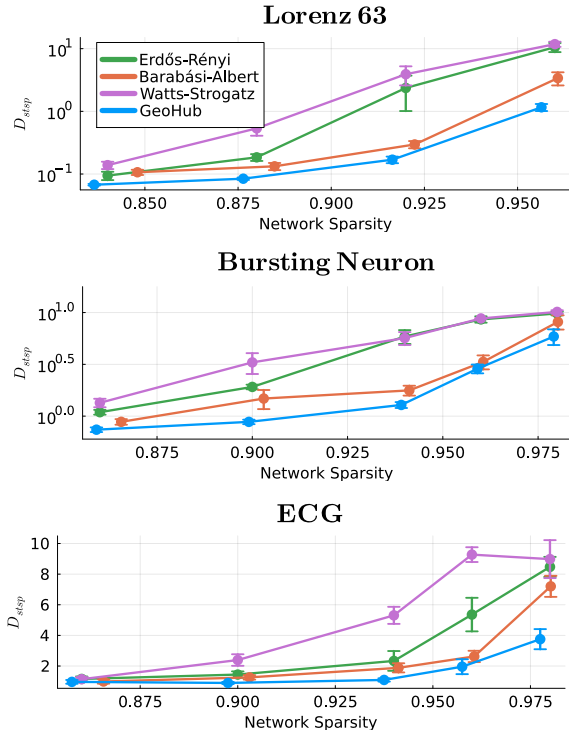 Lorenz 63
10^1
10^0
10^-1
D_stsp
Erdős-Rényi
Barabási-Albert
Watts-Strogatz
GeoHub
0.850 0.875 0.900 0.925 0.950
Network Sparsity
Bursting Neuron
10^1.0
10^0.5
10^0.0
D_stsp
0.875 0.900 0.925 0.950 0.975
Network Sparsity
ECG
10
8
6
4
2
D_stsp
0.875 0.900 0.925 0.950 0.975
Network Sparsity